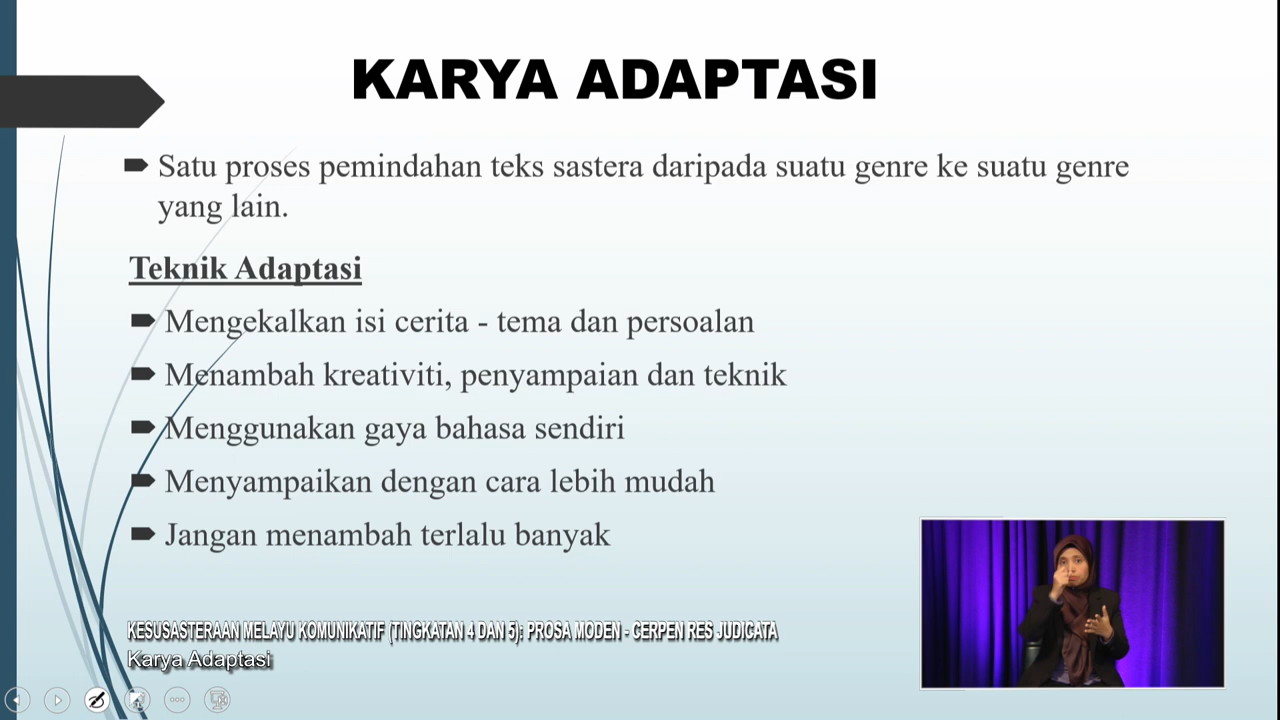 KARYA ADAPTASI
Satu proses pemindahan teks sastera daripada suatu genre ke suatu genre
yang lain.
Teknik Adaptasi
Mengekalkan isi cerita - tema dan persoalan
Menambah kreativiti, penyampaian dan teknik
Menggunakan gaya bahasa sendiri
Menyampaikan dengan cara lebih mudah
Jangan menambah terlalu banyak
KESUSASTERAAN MELAYU KOMUNIKATIF (TINGKATAN 4 DAN 5): PROSA MODEN - CERPEN RES JUDICATA
Karya Adaptasi